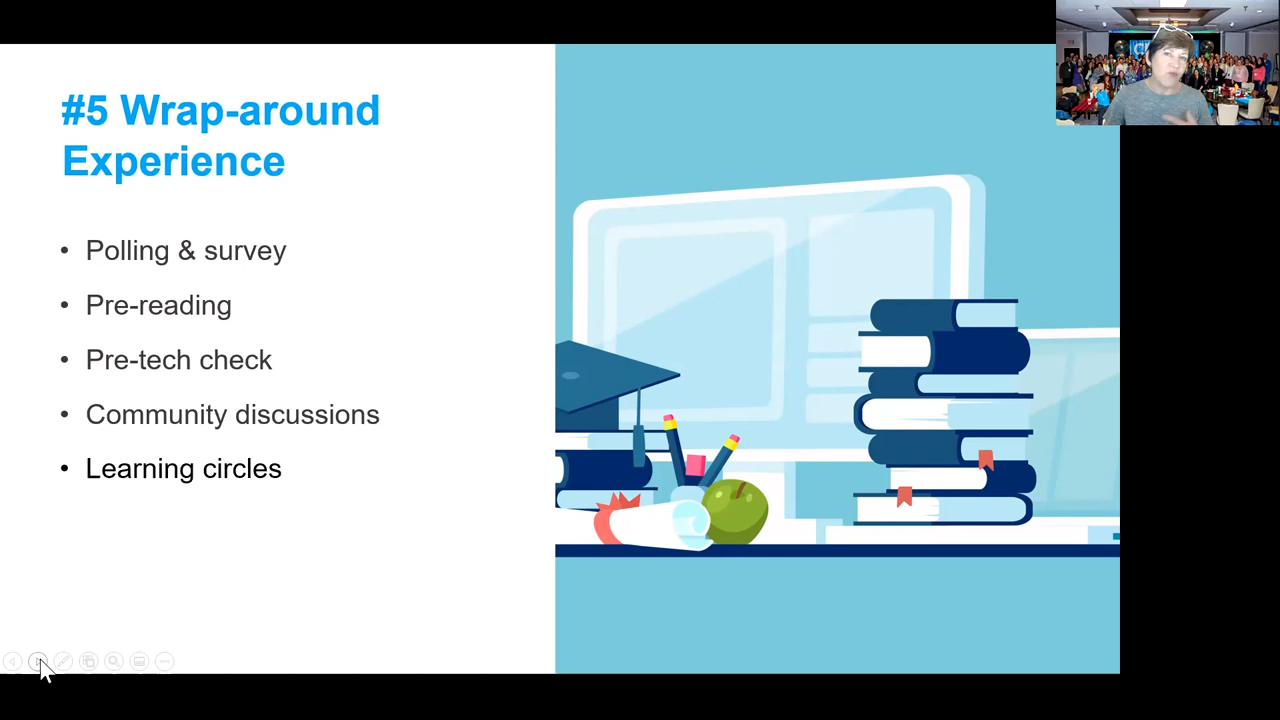 #5 Wrap-around
Experience
• Polling & survey
• Pre-reading
• Pre-tech check
• Community discussions
• Learning circles